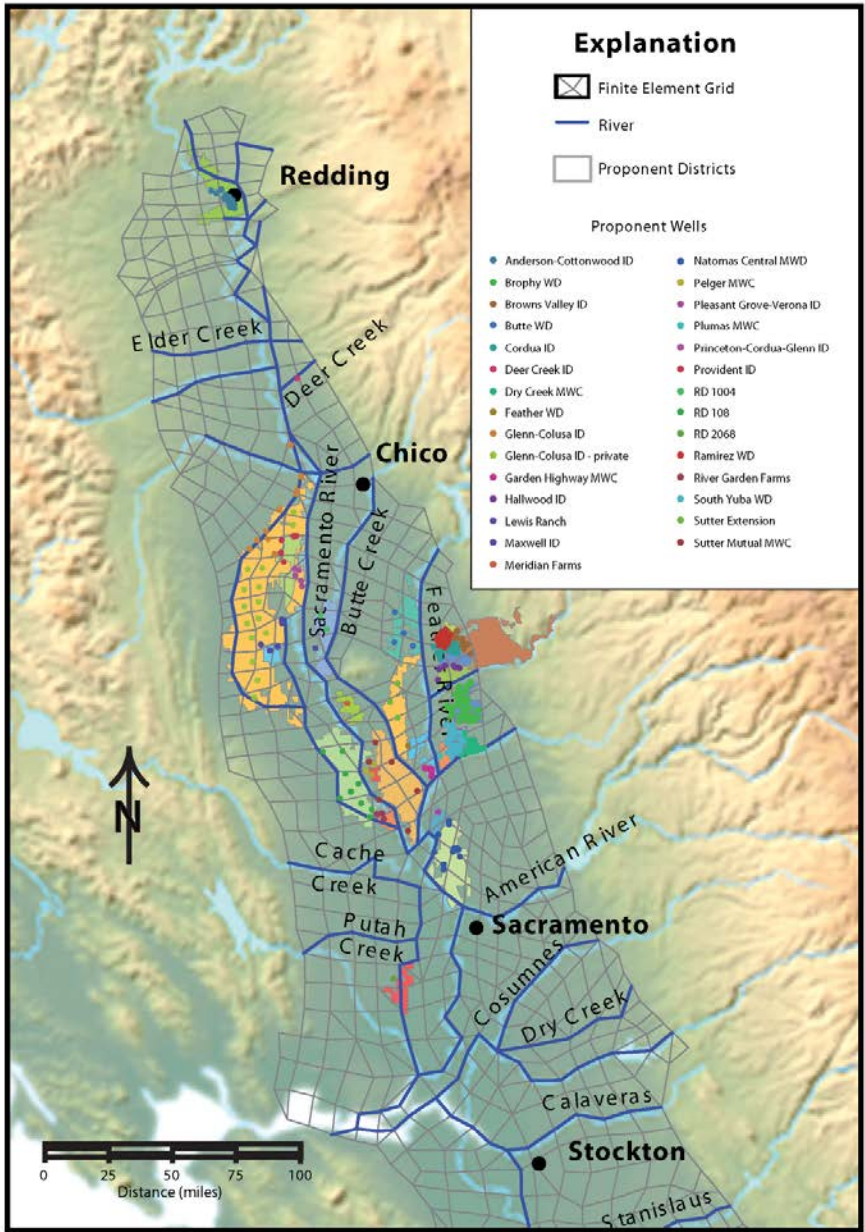 Explanation
Finite Element Grid
River
Proponent Districts
Proponent Wells
Anderson-Cottonwood ID
Brophy WD
Browns Valley ID
Butte WD
Cordua ID
Deer Creek ID
Dry Creek MWC
Feather WD
Glenn-Colusa ID
Glenn-Colusa ID - private
Garden Highway MWC
Hallwood ID
Lewis Ranch
Maxwell ID
Meridian Farms
Natomas Central MWD
Pelger MWC
Pleasant Grove-Verona ID
Plumas MWC
Princeton-Cordua-Glenn ID
Provident ID
RD 1004
RD 108
RD 2068
Ramirez WD
River Garden Farms
South Yuba WD
Sutter Extension
Sutter Mutual MWC
Redding
Elder Creek
Deer Creek
Chico
Sacramento River
Butte Creek
Feather River
N
Cache
Creek
Putah
Creek
American River
Sacramento
Cosumnes
Dry Creek
Calaveras
Stockton
Stanislaus
0 25 50 75 100
Distance (miles)